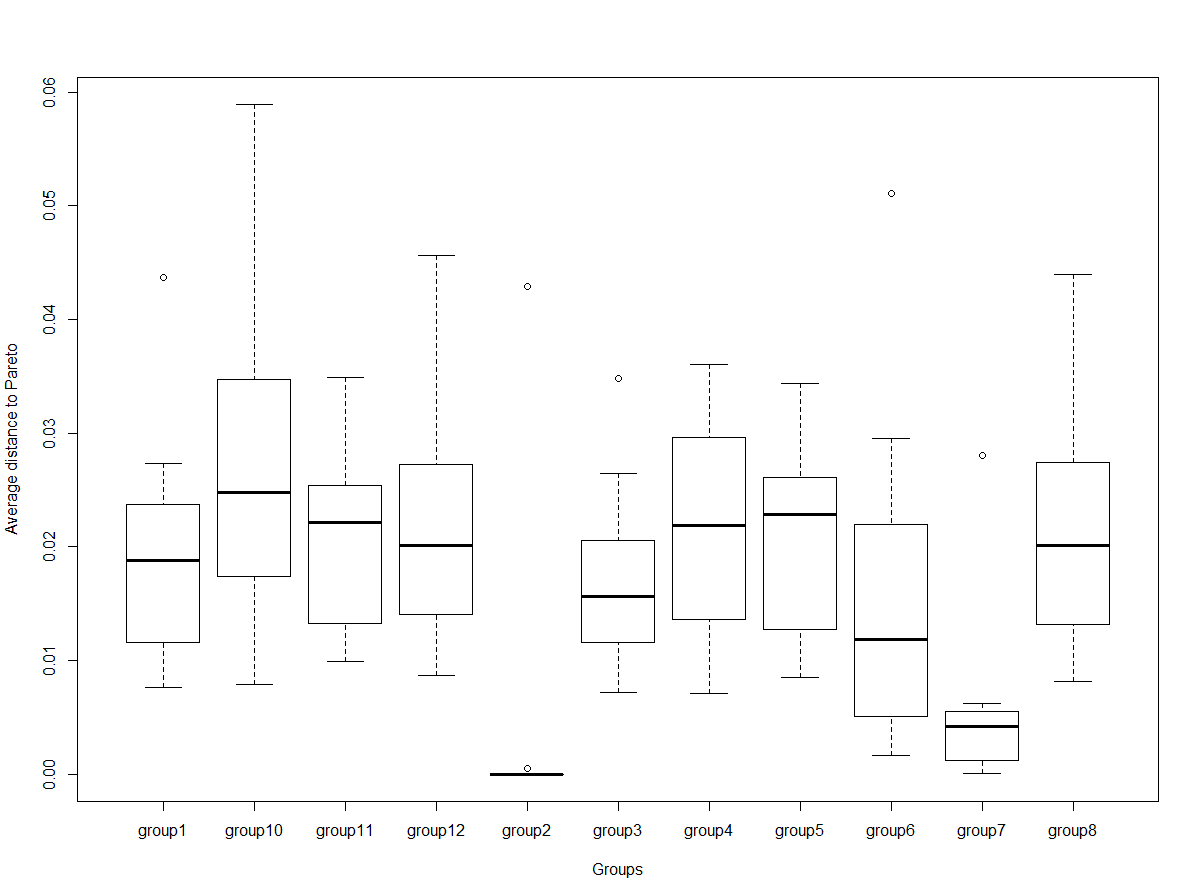 0.06
0.05
0.04
0.03
0.02
0.01
0.00
Average distance to Pareto
group1 group10 group11 group12 group2 group3 group4 group5 group6 group7 group8
Groups